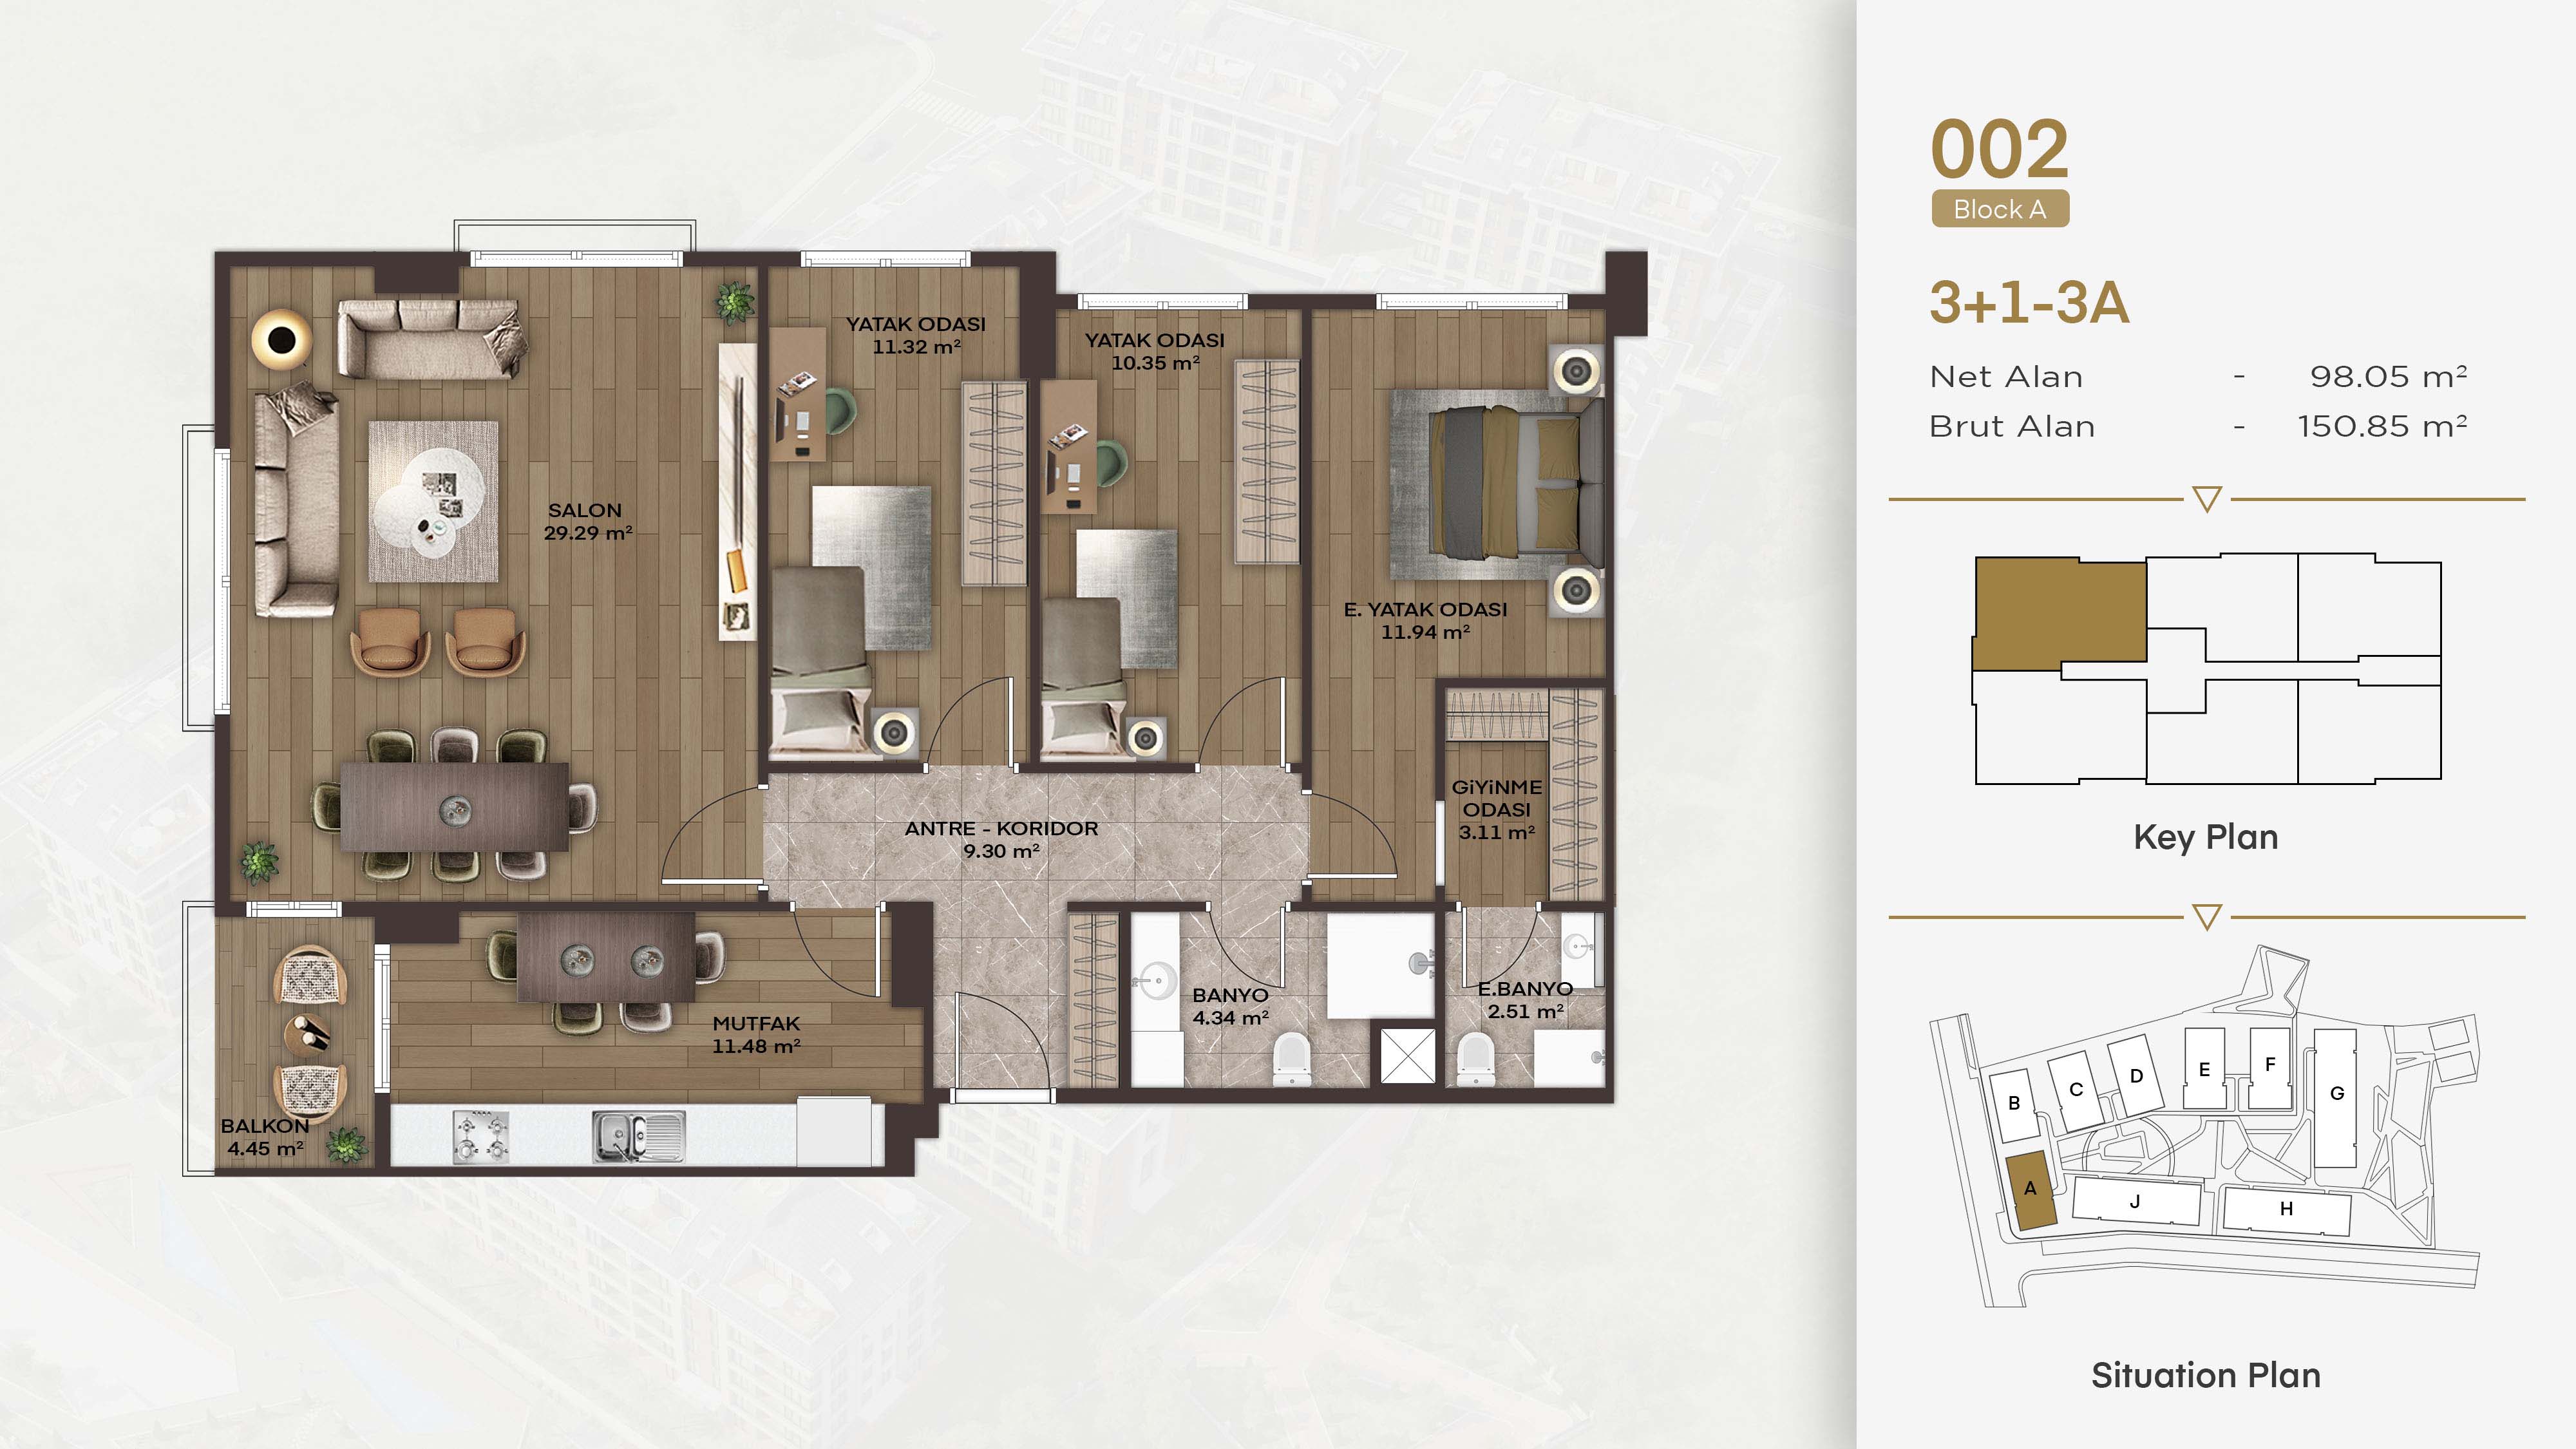 BALKON
4.45 m²
SALON
29.29 m²
MUTFAK
11.48 m²
YATAK ODASI
11.32 m²
ANTRE - KORIDOR
9.30 m²
YATAK ODASI
10.35 m²
BANYO
4.34 m²
E. YATAK ODASI
11.94 m²
GiYiNME
ODASI
3.11 m²
E.BANYO
2.51 m²
002
Block A
3+1-3A
Net Alan - 98.05 m²
Brut Alan - 150.85 m²
Key Plan
A
B
C
D
J
E
F
H
G
Situation Plan